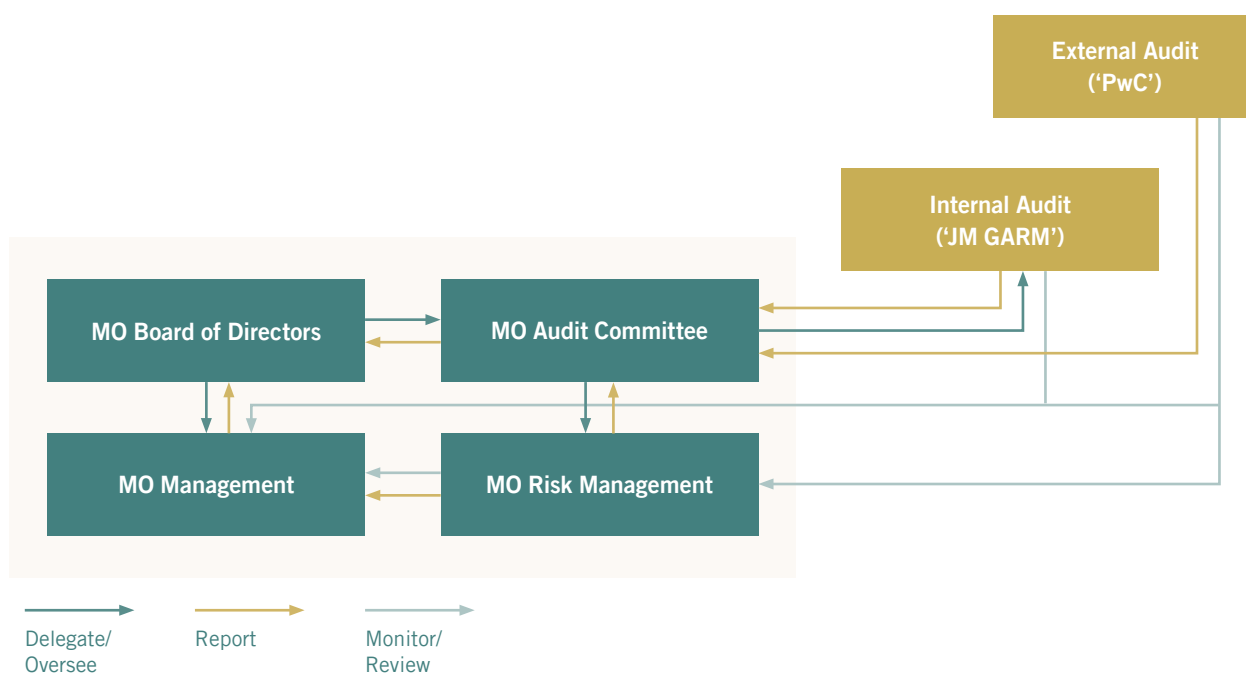 External Audit
(‘PwC’)
Internal Audit
(‘JM GARM’)
MO Board of Directors
MO Audit Committee
MO Management
MO Risk Management
Delegate/
Oversee
Report
Monitor/
Review